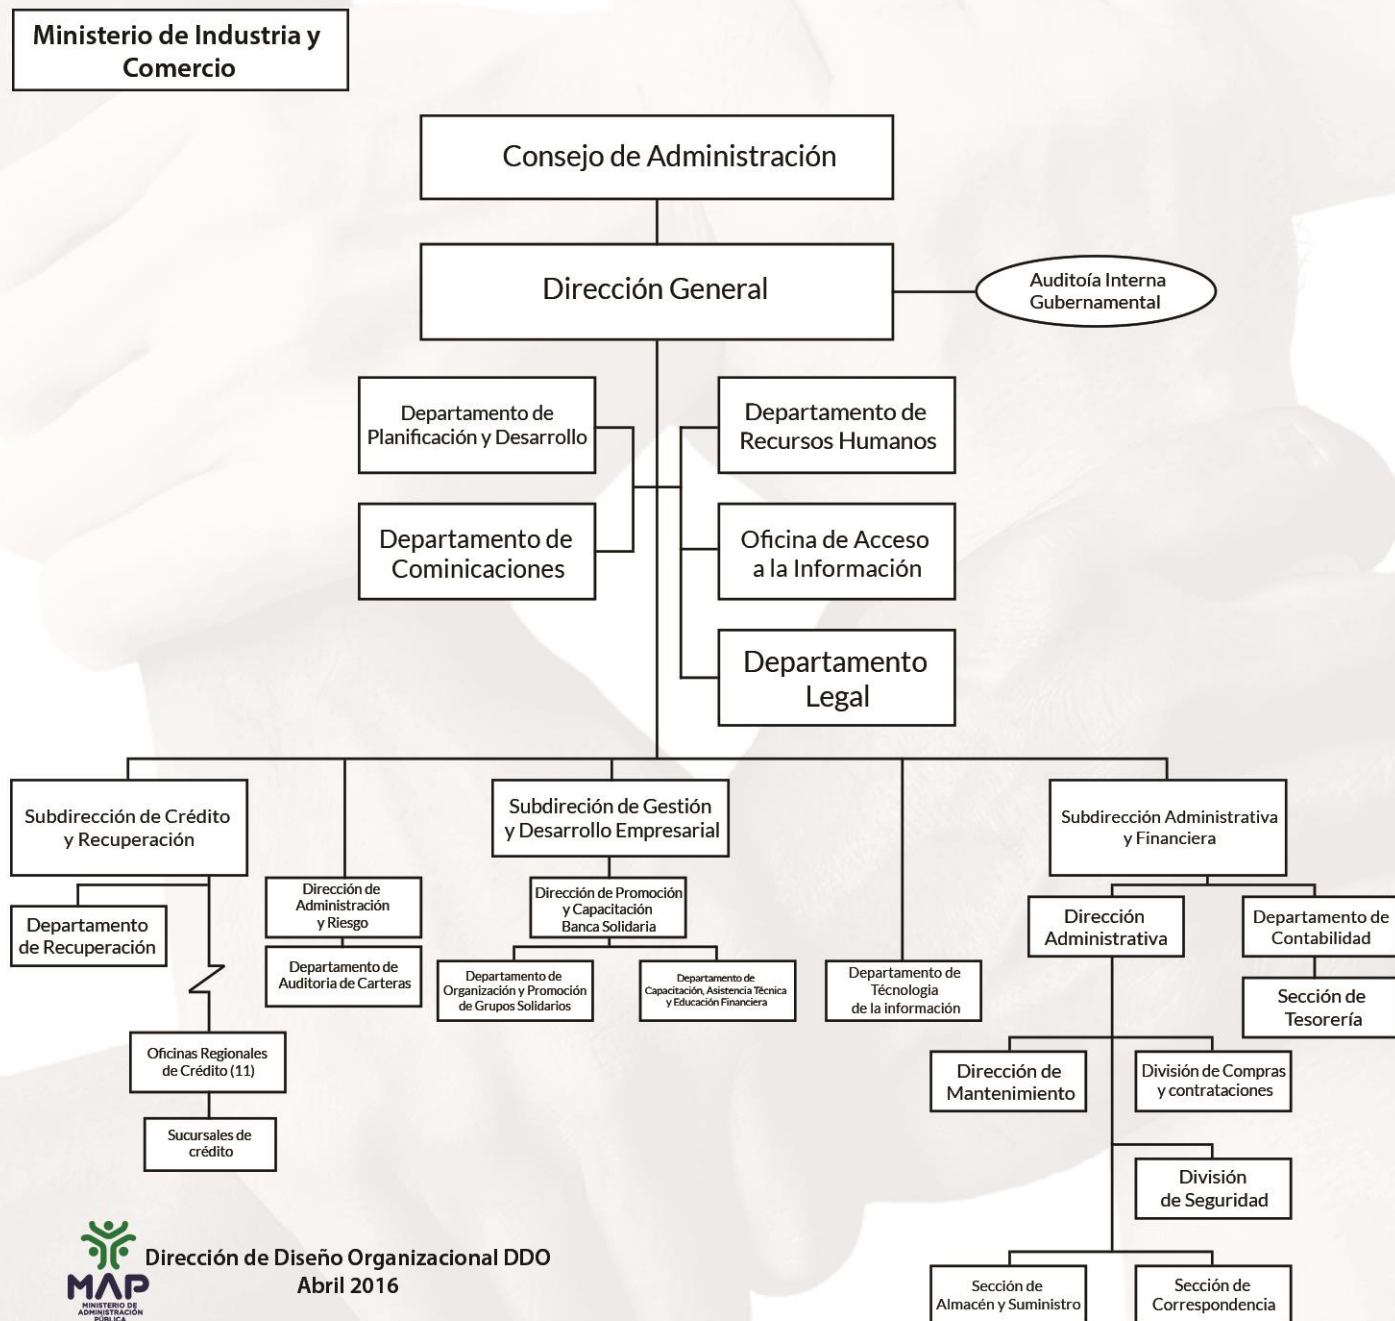 Ministerio de Industria y
Comercio
Consejo de Administración
Dirección General
Auditoía Interna
Gubernamental
Departamento de
Planificación y Desarrollo
Departamento de
Recursos Humanos
Departamento de
Cominicaciones
Oficina de Acceso
a la Información
Departamento
Legal
Subdirección de Crédito
y Recuperación
Subdireción de Gestión
y Desarrollo Empresarial
Subdirección Administrativa
y Financiera
Departamento
de Recuperación
Dirección de
Administración
y Riesgo
Dirección de Promoción
y Capacitación
Banca Solidaria
Dirección
Administrativa
Departamento de
Contabilidad
Departamento de
Auditoria de Carteras
Departamento de
Organización y Promoción
de Grupos Solidarios
Departamento de
Capacitación, Asistencia Técnica
y Educación Financiera
Departamento de
Técnologia
de la información
Sección de
Tesorería
Oficinas Regionales
de Crédito (11)
Dirección de
Mantenimiento
División de Compras
y contrataciones
Sucursales de
crédito
División
de Seguridad
Sección de
Almacén y Suministro
Sección de
Correspondencia
Dirección de Diseño Organizacional DDO
Abril 2016
MAP
MINISTERIO DE
ADMINISTRACIÓN
PÚBLICA